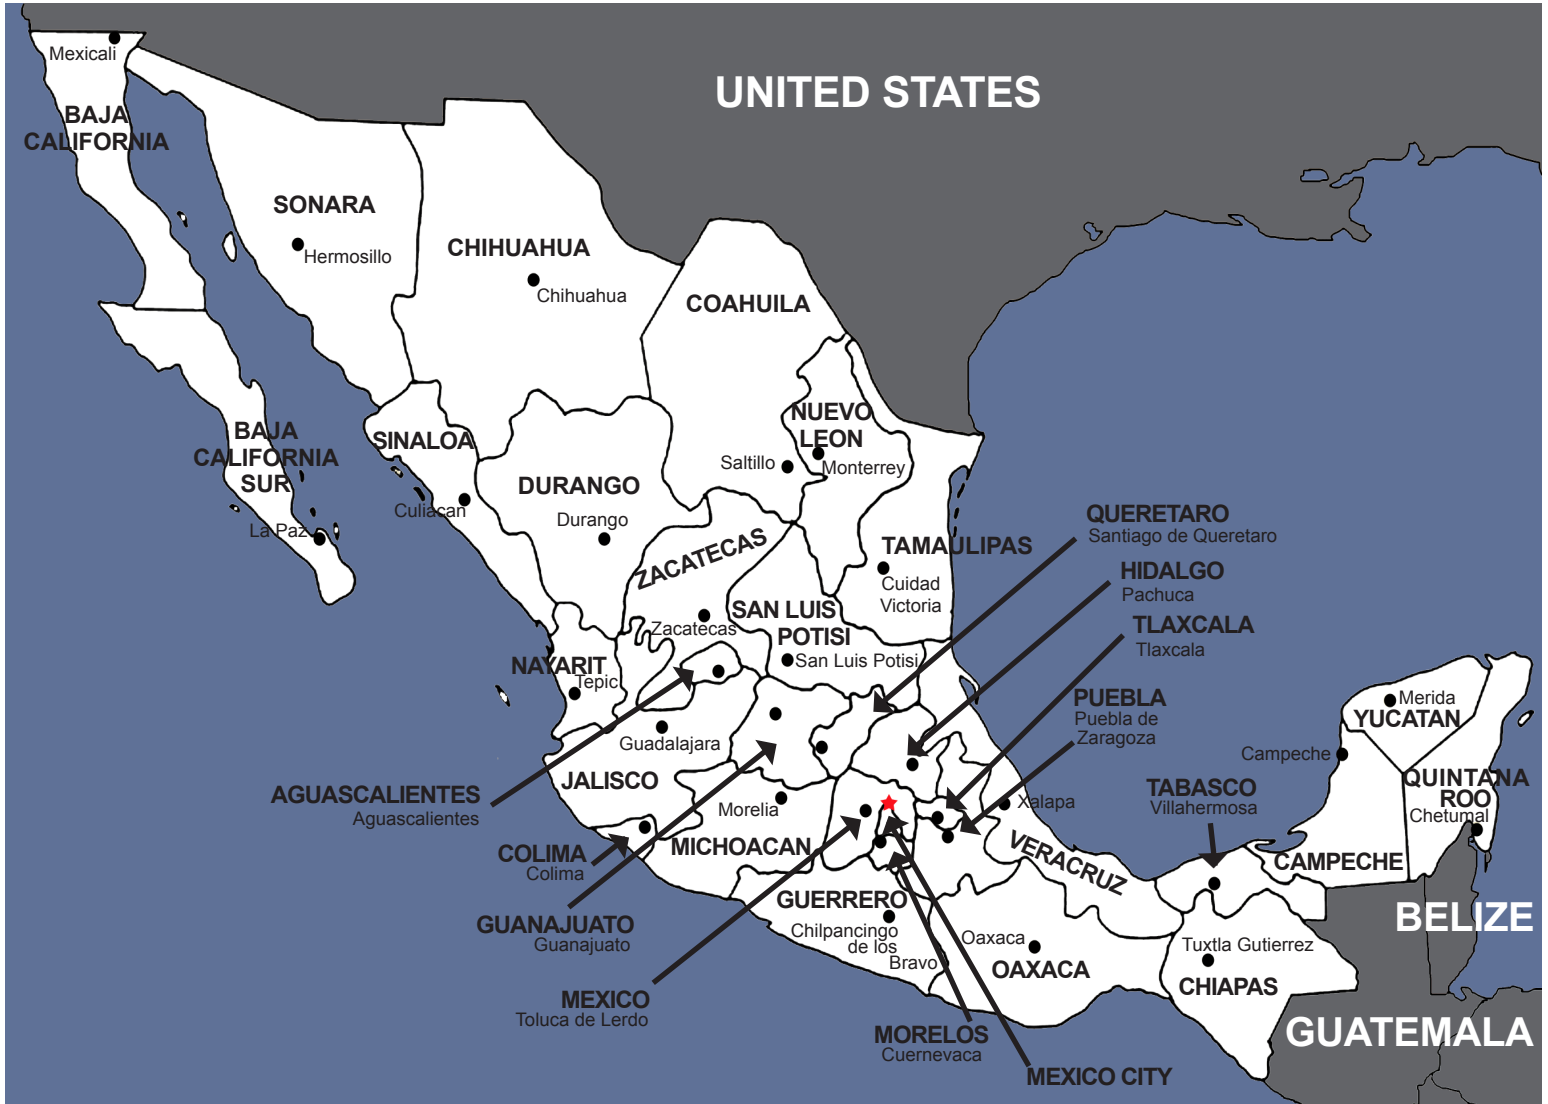 UNITED STATES
Mexicali
BAJA
CALIFORNIA
SONARA
Hermosillo
CHIHUAHUA
Chihuahua
COAHUILA
NUEVO
LEON
Saltillo
Monterrey
BAJA
CALIFORNIA
SUR
La Paz
SINALOA
Culiacan
DURANGO
Durango
ZACATECAS
Zacatecas
TAMAULIPAS
Cuidad
Victoria
SAN LUIS
POTISI
San Luis Potisi
QUERETARO
Santiago de Queretaro
HIDALGO
Pachuca
TLAXCALA
Tlaxcala
PUEBLA
Puebla de
Zaragoza
NAYARIT
Tepic
Guadalajara
JALISCO
AGUASCALIENTES
Aguascalientes
Morelia
MICHOACAN
COLIMA
Colima
GUANAJUATO
Guanajuato
MEXICO
Toluca de Lerdo
GUERRERO
Chilpancingo
de los
Bravo
MORELOS
Cuernevaca
MEXICO CITY
Xalapa
VERACRUZ
Oaxaca
OAXACA
TABASCO
Villahermosa
Tuxtla Gutierrez
CHIAPAS
Campeche
CAMPECHE
Merida
YUCATAN
QUINTANA
ROO
Chetumal
BELIZE
GUATEMALA